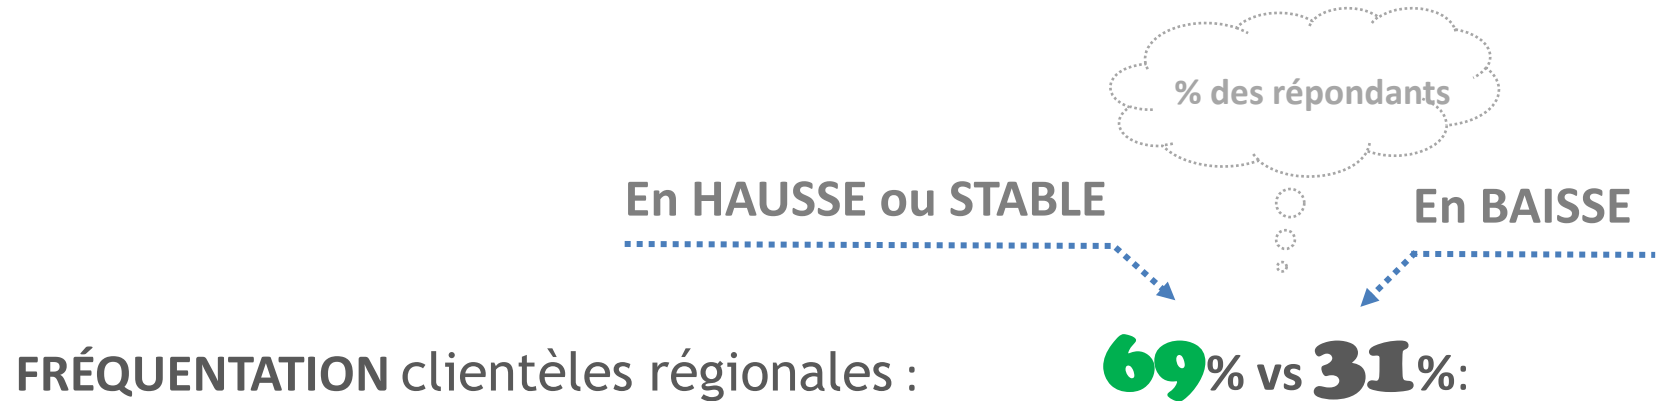 % des répondants
En HAUSSE ou STABLE
En BAISSE
FRÉQUENTATION clientèles régionales : 69% vs 31%: